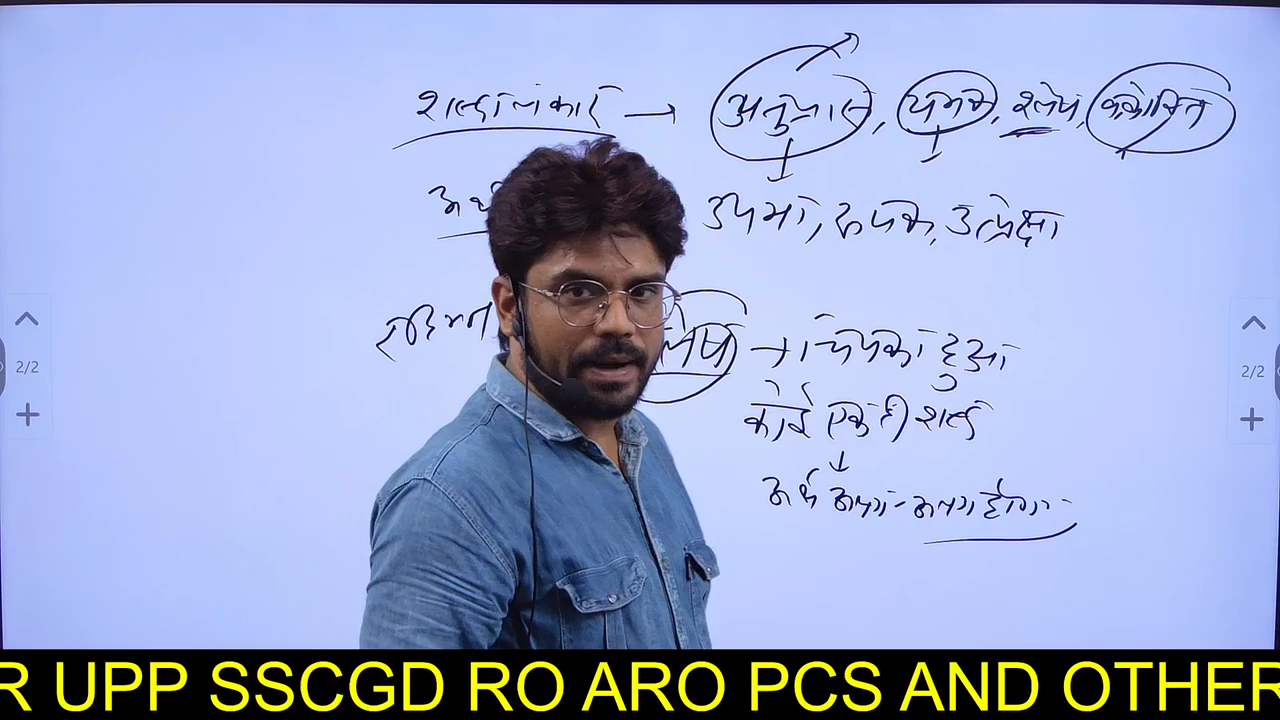 शब्दालंकार → अनुप्रास, यमक, श्लेष, वक्रोक्ति
उपमा, रूपक, उत्प्रेक्षा
→ चिपका हुआ
कोई एक ही शब्द
अर्थ अलग-अलग होगा -
2/2
2/2
R UPP SSCGD RO ARO PCS AND OTHER